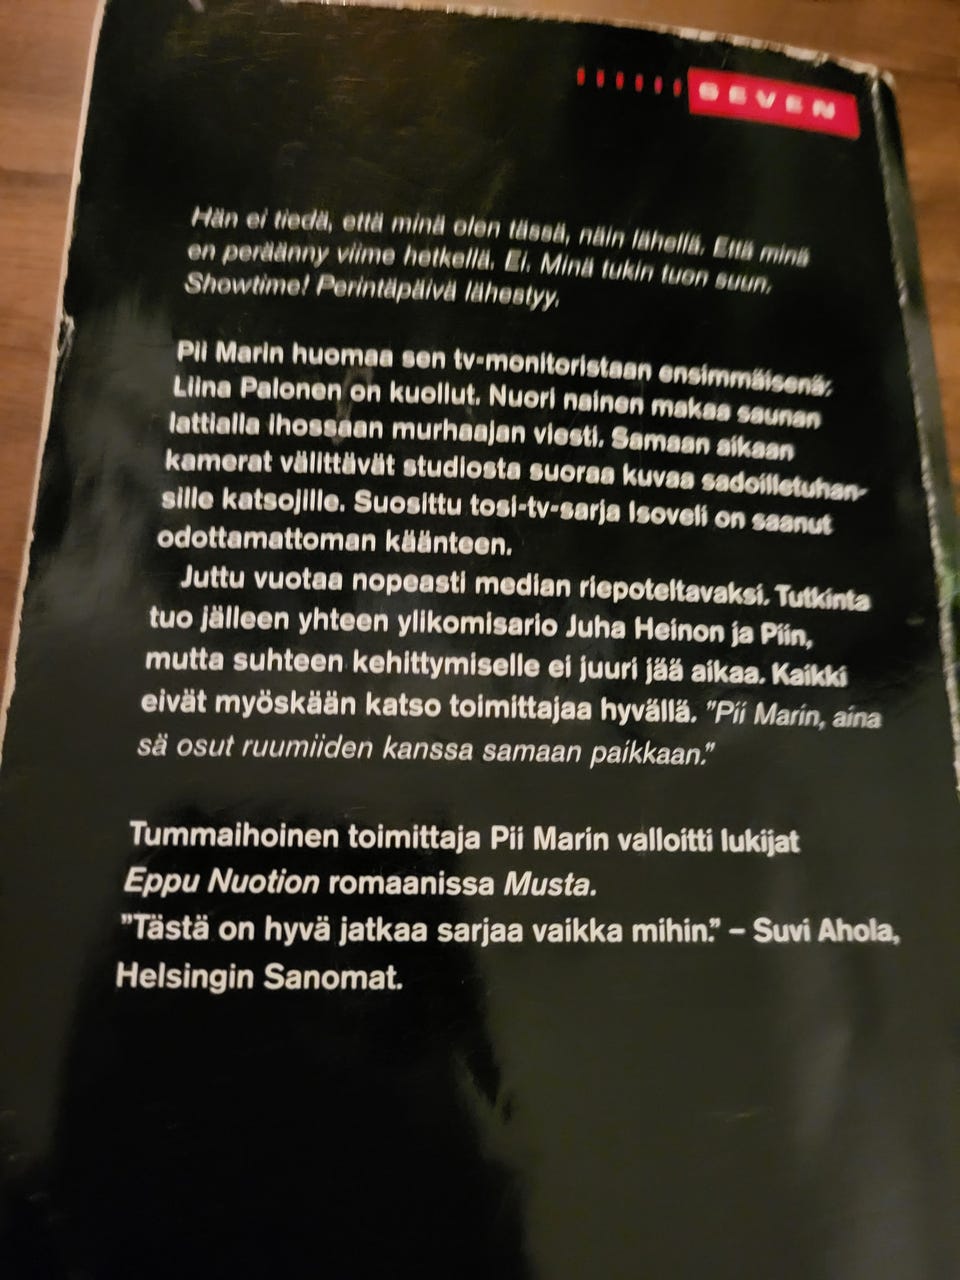 SEVEN
Hän ei tiedä, että minä olen tässä, näin lähellä. Että minä
en peräänny viime hetkellä. Ei. Minä tukin tuon suun.
Showtime! Perintäpäivä lähestyy.
Pii Marin huomaa sen tv-monitoristaan ensimmäisenä:
Liina Palonen on kuollut. Nuori nainen makaa saunan
lattialla ihossaan murhaajan viesti. Samaan aikaan
kamerat välittävät studiosta suoraa kuvaa sadoilletuhan-
sille katsojille. Suosittu tosi-tv-sarja Isoveli on saanut
odottamattoman käänteen.
Juttu vuotaa nopeasti median riepoteltavaksi. Tutkinta
tuo jälleen yhteen ylikomisario Juha Heinon ja Piin,
mutta suhteen kehittymiselle ei juuri jää aikaa. Kaikki
eivät myöskään katso toimittajaa hyvällä. ”Pii Marin, aina
sä osut ruumiiden kanssa samaan paikkaan.”
Tummaihoinen toimittaja Pii Marin valloitti lukijat
Eppu Nuotion romaanissa Musta.
”Tästä on hyvä jatkaa sarjaa vaikka mihin.” – Suvi Ahola,
Helsingin Sanomat.